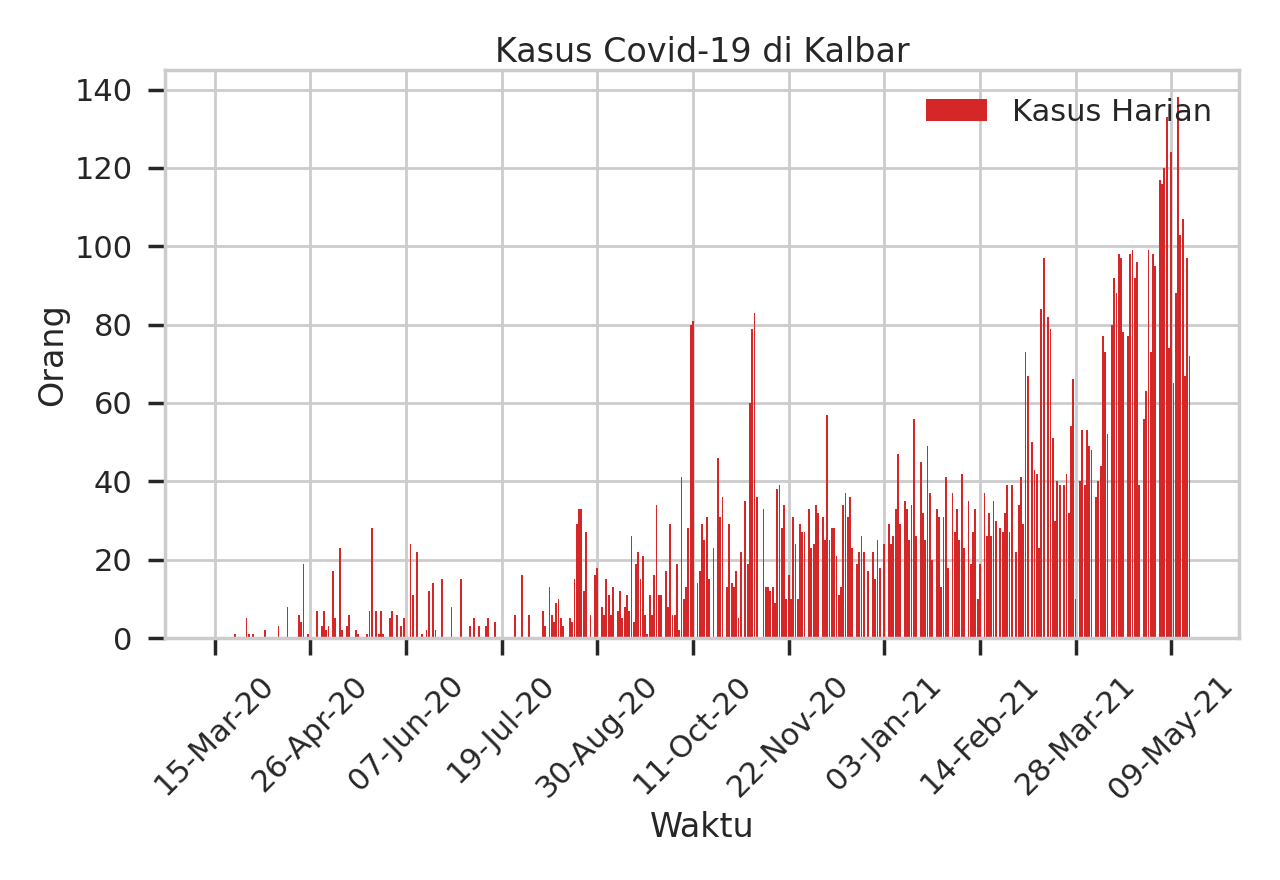 Kasus Covid-19 di Kalbar
Kasus Harian
140
120
100
80
60
40
20
0
Orang
15-Mar-20
26-Apr-20
07-Jun-20
19-Jul-20
30-Aug-20
11-Oct-20
22-Nov-20
03-Jan-21
14-Feb-21
28-Mar-21
09-May-21
Waktu